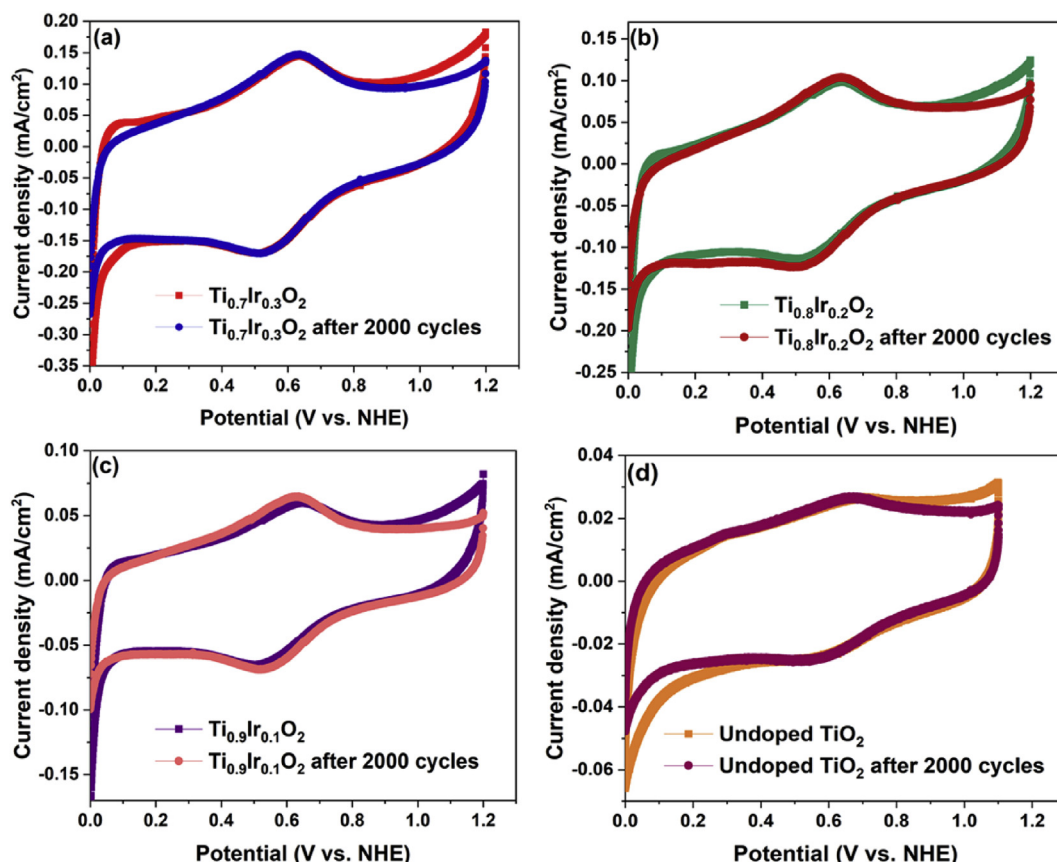 (a)
Current density (mA/cm²)
0.20
0.15
0.10
0.05
0.00
-0.05
-0.10
-0.15
-0.20
-0.25
-0.30
-0.35
Ti₀.₇Ir₀.₃O₂
Ti₀.₇Ir₀.₃O₂ after 2000 cycles
0.0 0.2 0.4 0.6 0.8 1.0 1.2
Potential (V vs. NHE)
(b)
Current density (mA/cm²)
0.15
0.10
0.05
0.00
-0.05
-0.10
-0.15
-0.20
-0.25
Ti₀.₈Ir₀.₂O₂
Ti₀.₈Ir₀.₂O₂ after 2000 cycles
0.0 0.2 0.4 0.6 0.8 1.0 1.2
Potential (V vs. NHE)
(c)
Current density (mA/cm²)
0.10
0.05
0.00
-0.05
-0.10
-0.15
Ti₀.₉Ir₀.₁O₂
Ti₀.₉Ir₀.₁O₂ after 2000 cycles
0.0 0.2 0.4 0.6 0.8 1.0 1.2
Potential (V vs. NHE)
(d)
Current density (mA/cm²)
0.04
0.02
0.00
-0.02
-0.04
-0.06
Undoped TiO₂
Undoped TiO₂ after 2000 cycles
0.0 0.2 0.4 0.6 0.8 1.0 1.2
Potential (V vs. NHE)